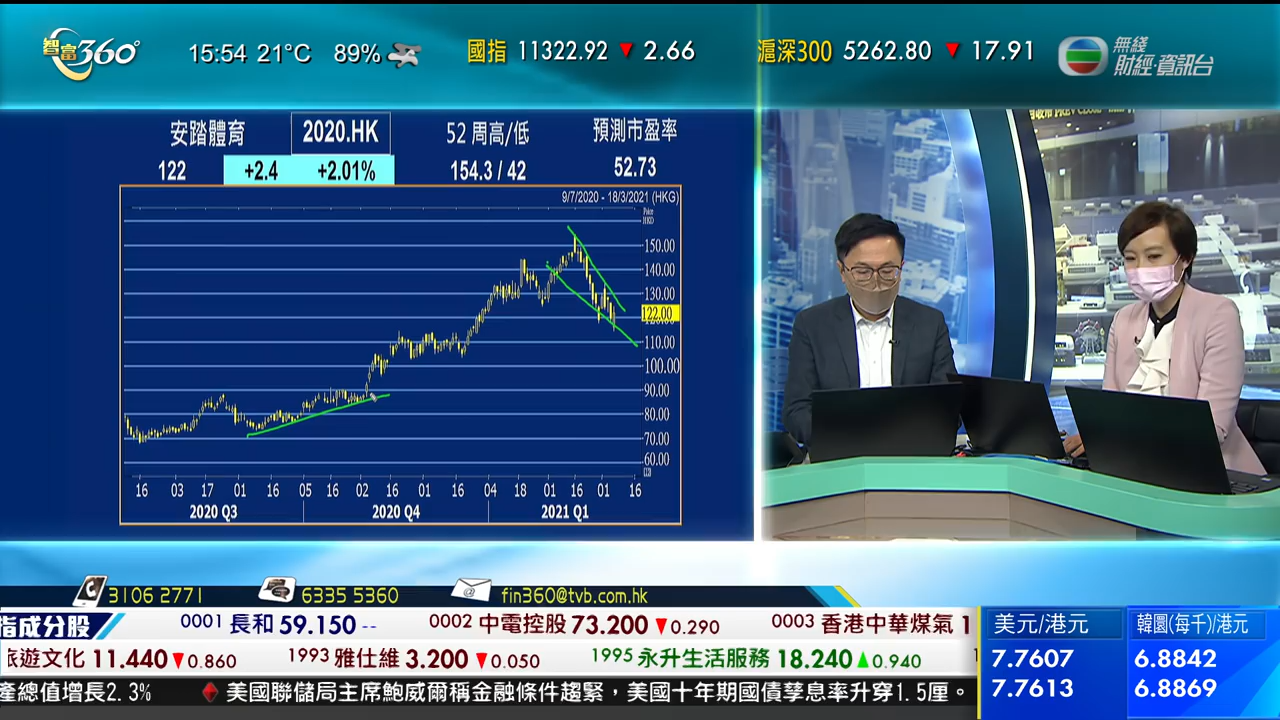 智富360°
15:54 21°C 89%
國指 11322.92 ▼ 2.66
滬深300 5262.80 ▼ 17.91
無綫
財經·資訊台
安踏體育 2020.HK 52 周高/低 預測市盈率
122 +2.4 +2.01% 154.3 / 42 52.73
9/7/2020 - 18/3/2021 (HKG)
Price
HKD
150.00
140.00
130.00
122.00
110.00
100.00
90.00
80.00
70.00
60.00
16 03 17 01 16 05 16 02 16 01 16 04 18 01 16 01 16
2020 Q3 2020 Q4 2021 Q1
3106 2771 6335 5360 fin360@tvb.com.hk
指成分股 0001 長和 59.150 -- 0002 中電控股 73.200 ▼0.290 0003 香港中華煤氣 1
旅遊文化 11.440 ▼0.860 1993 雅仕維 3.200 ▼0.050 1995 永升生活服務 18.240 ▲0.940 1
產總值增長2.3% ♦ 美國聯儲局主席鮑威爾稱金融條件趨緊，美國十年期國債孳息率升穿1.5厘。
美元/港元
7.7607
7.7613
韓圜(每千)/港元
6.8842
6.8869